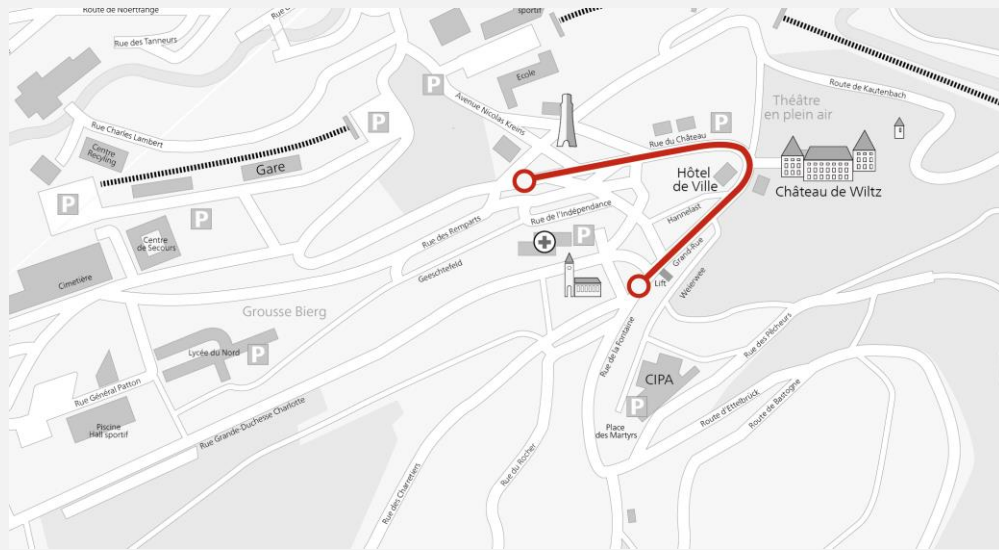 Route de Noertrange
sportif
Rue des Tanneurs
Ecole
P
Route de Kautenbach
Avenue Nicolas Kreins
Théâtre
en plein air
P
P
Rue Charles Lambert
Rue du Château
Centre
Recyling
Gare
Hôtel
de Ville
Château de Wiltz
P
P
Rue de l'Indépendance
Hannelast
Rue des Remparts
P
Centre
de Secours
Grand-Rue
Geeschtefeld
Cimetière
Lift
Weierwee
Grousse Bierg
Rue de la Fontaine
Rue des Pêcheurs
Lycée du Nord
P
CIPA
Rue Général Patton
P
Route d'Ettelbrück
Route de Bastogne
Piscine
Hall sportif
Rue Grande-Duchesse Charlotte
Place
des Martyrs
Rue du Rocher
Rue des Charretiers